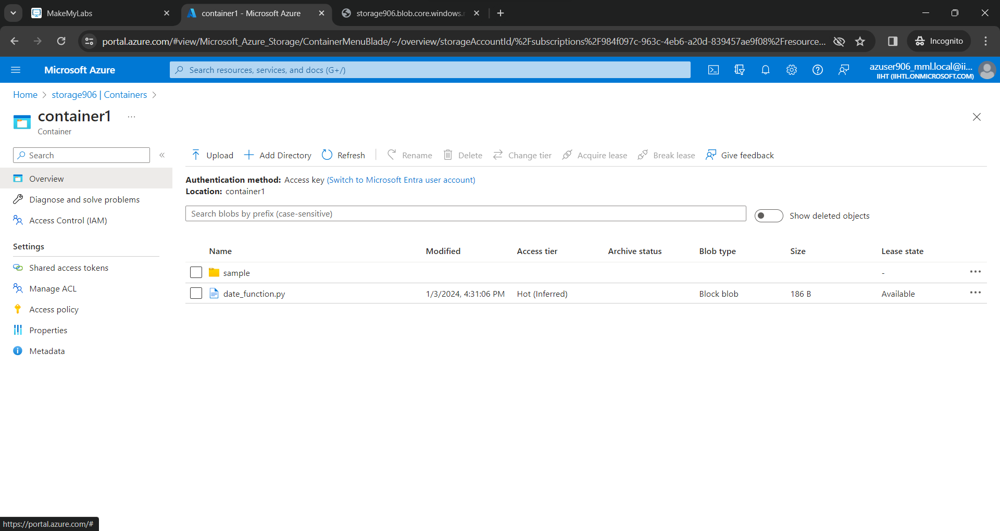 MakeMyLabs
container1 - Microsoft Azure
storage906.blob.core.windows.
portal.azure.com/#view/Microsoft_Azure_Storage/ContainerMenuBlade/~/overview/storageAccountId/%2Fsubscriptions%2F984f097c-963c-4eb6-a20d-839457ae9f08%2Fresource...
Incognito
Microsoft Azure
Search resources, services, and docs (G+/)
azuser906_mml.local@ii...
IIHT (IIHTL.ONMICROSOFT.COM)
Home > storage906 | Containers >
container1 ...
Container
Search
«
Upload
Add Directory
Refresh
Rename
Delete
Change tier
Acquire lease
Break lease
Give feedback
Overview
Diagnose and solve problems
Access Control (IAM)
Settings
Shared access tokens
Manage ACL
Access policy
Properties
Metadata
Authentication method: Access key (Switch to Microsoft Entra user account)
Location: container1
Search blobs by prefix (case-sensitive)
Show deleted objects
Name Modified Access tier Archive status Blob type Size Lease state
sample - ...
date_function.py 1/3/2024, 4:31:06 PM Hot (Inferred) Block blob 186 B Available ...
https://portal.azure.com/#